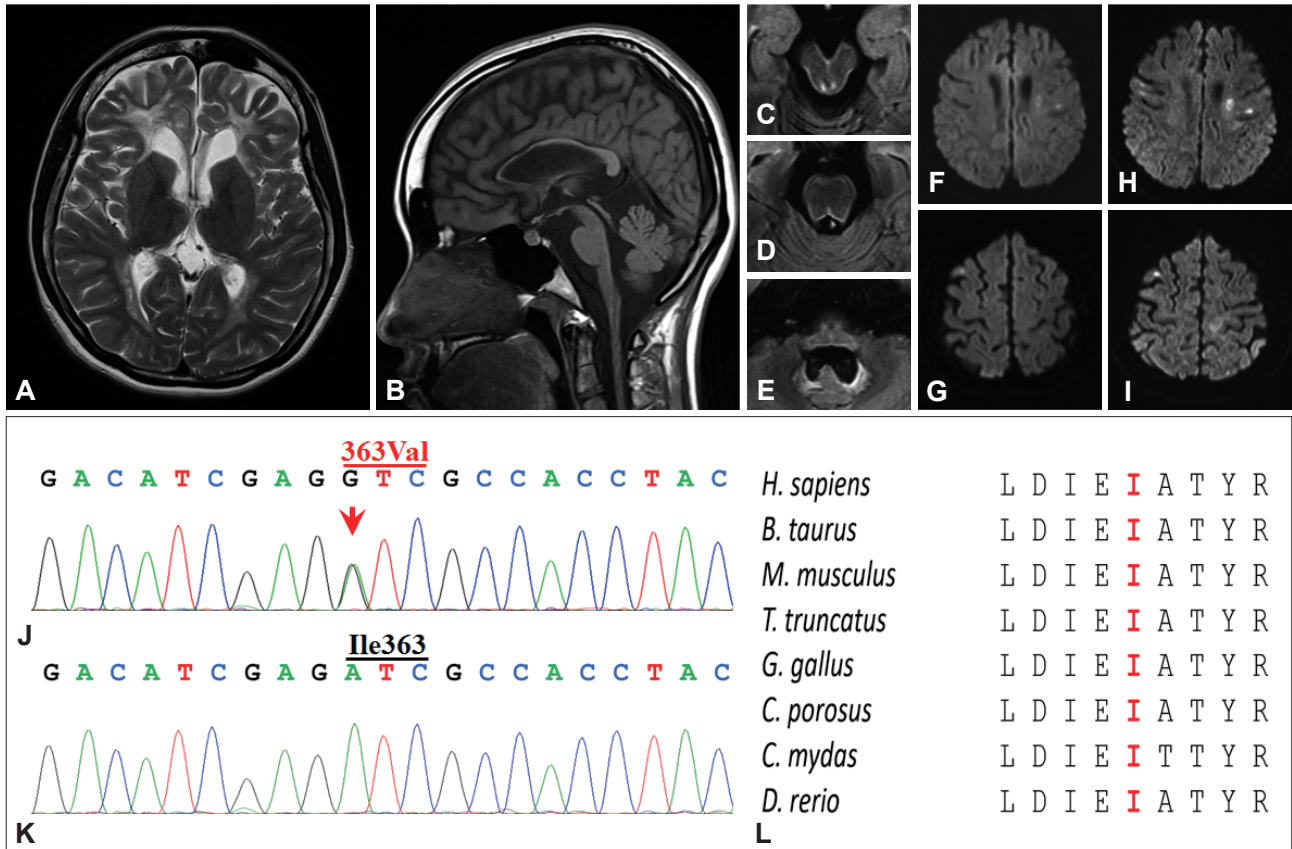 A
B
C
D
E
F
H
G
I
363Val
G A C A T C G A G G T C G C C A C C T A C
J
Ile363
G A C A T C G A G A T C G C C A C C T A C
K
H. sapiens L D I E I A T Y R
B. taurus L D I E I A T Y R
M. musculus L D I E I A T Y R
T. truncatus L D I E I A T Y R
G. gallus L D I E I A T Y R
C. porosus L D I E I A T Y R
C. mydas L D I E I T T Y R
D. rerio L D I E I A T Y R
L